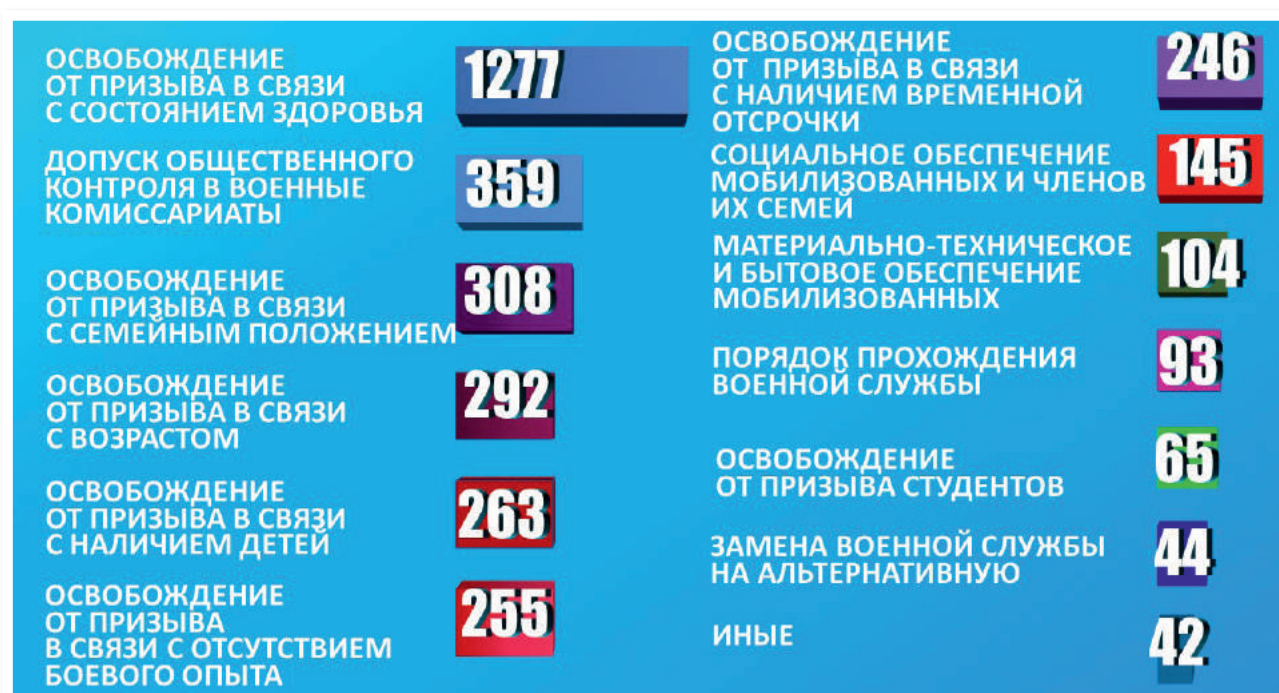 ОСВОБОЖДЕНИЕ
ОТ ПРИЗЫВА В СВЯЗИ
С СОСТОЯНИЕМ ЗДОРОВЬЯ
1277
ДОПУСК ОБЩЕСТВЕННОГО
КОНТРОЛЯ В ВОЕННЫЕ
КОМИССАРИАТЫ
359
ОСВОБОЖДЕНИЕ
ОТ ПРИЗЫВА В СВЯЗИ
С СЕМЕЙНЫМ ПОЛОЖЕНИЕМ
308
ОСВОБОЖДЕНИЕ
ОТ ПРИЗЫВА В СВЯЗИ
С ВОЗРАСТОМ
292
ОСВОБОЖДЕНИЕ
ОТ ПРИЗЫВА В СВЯЗИ
С НАЛИЧИЕМ ДЕТЕЙ
263
ОСВОБОЖДЕНИЕ
ОТ ПРИЗЫВА
В СВЯЗИ С ОТСУТСТВИЕМ
БОЕВОГО ОПЫТА
255
ОСВОБОЖДЕНИЕ
ОТ ПРИЗЫВА В СВЯЗИ
С НАЛИЧИЕМ ВРЕМЕННОЙ
ОТСРОЧКИ
246
СОЦИАЛЬНОЕ ОБЕСПЕЧЕНИЕ
МОБИЛИЗОВАННЫХ И ЧЛЕНОВ
ИХ СЕМЕЙ
145
МАТЕРИАЛЬНО-ТЕХНИЧЕСКОЕ
И БЫТОВОЕ ОБЕСПЕЧЕНИЕ
МОБИЛИЗОВАННЫХ
104
ПОРЯДОК ПРОХОЖДЕНИЯ
ВОЕННОЙ СЛУЖБЫ
93
ОСВОБОЖДЕНИЕ
ОТ ПРИЗЫВА СТУДЕНТОВ
65
ЗАМЕНА ВОЕННОЙ СЛУЖБЫ
НА АЛЬТЕРНАТИВНУЮ
44
ИНЫЕ
42